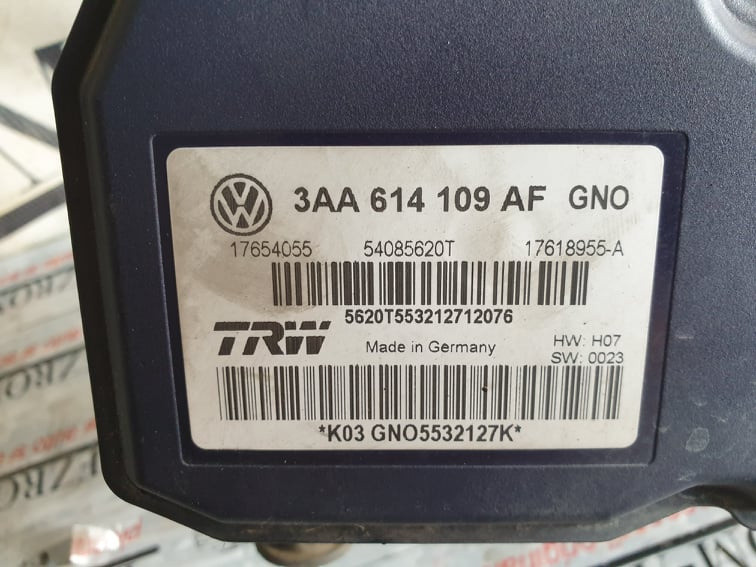 3AA 614 109 AF GNO
17654055 54085620T 17618955-A
5620T553212712076
TRW Made in Germany HW: H07
SW: 0023
*K03 GNO5532127K*